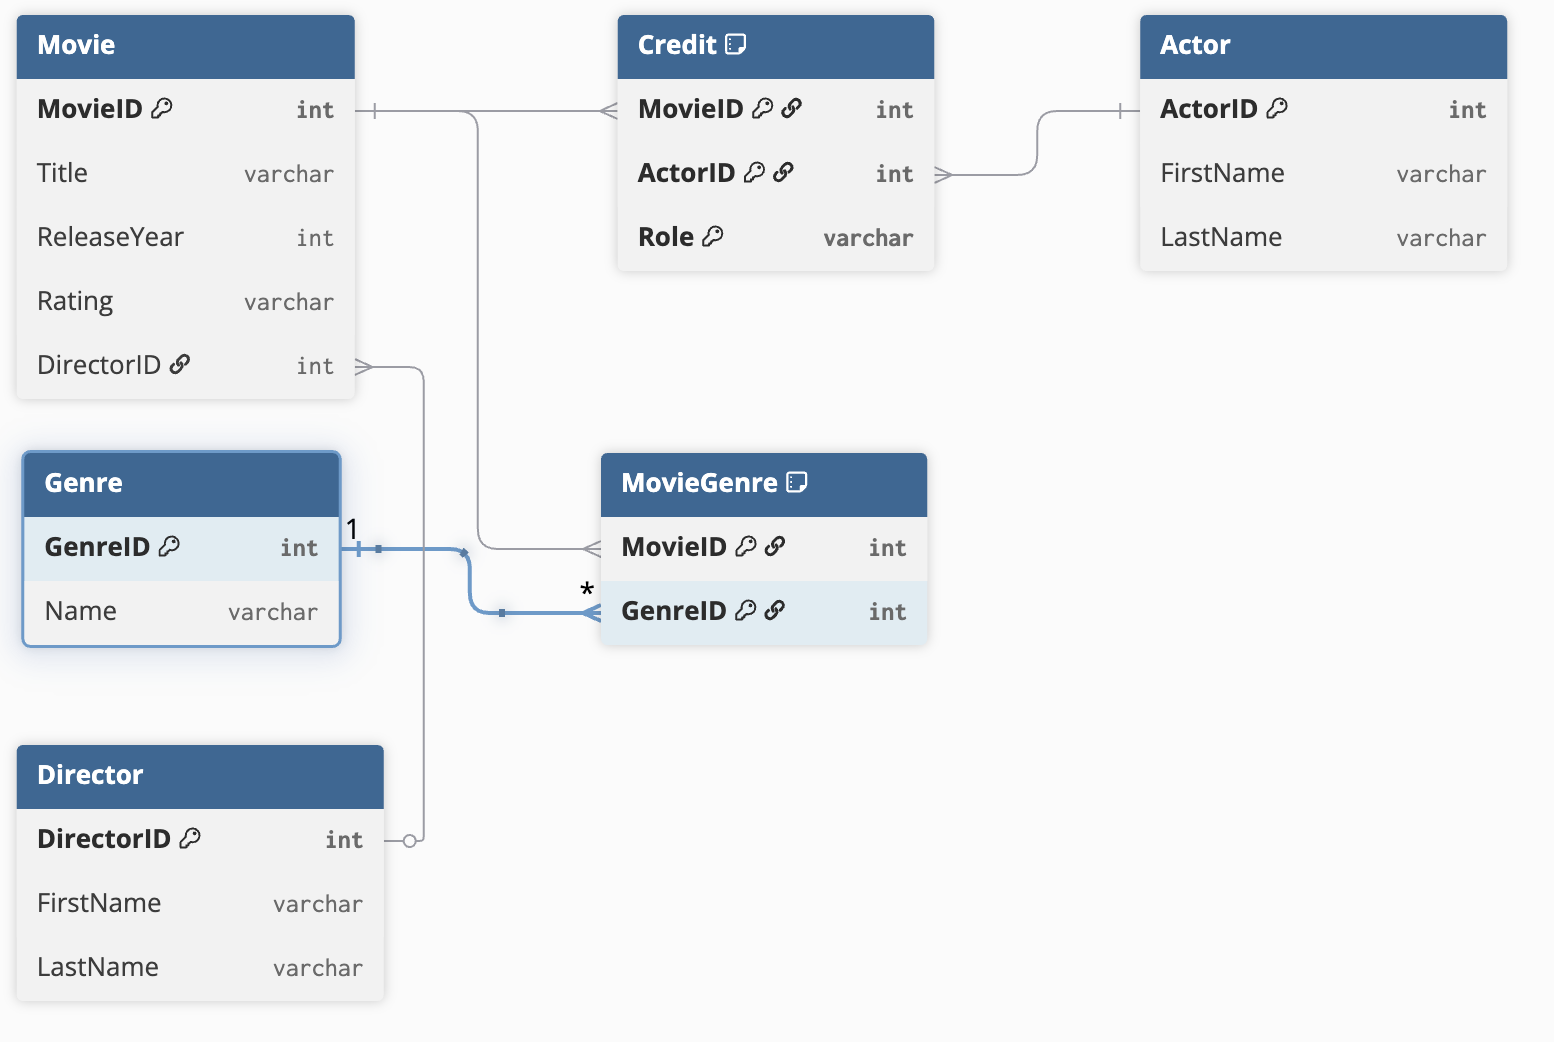 Movie
MovieID int
Title varchar
ReleaseYear int
Rating varchar
DirectorID int
Credit
MovieID int
ActorID int
Role varchar
Actor
ActorID int
FirstName varchar
LastName varchar
Genre
GenreID int
Name varchar
1
*
MovieGenre
MovieID int
GenreID int
Director
DirectorID int
FirstName varchar
LastName varchar